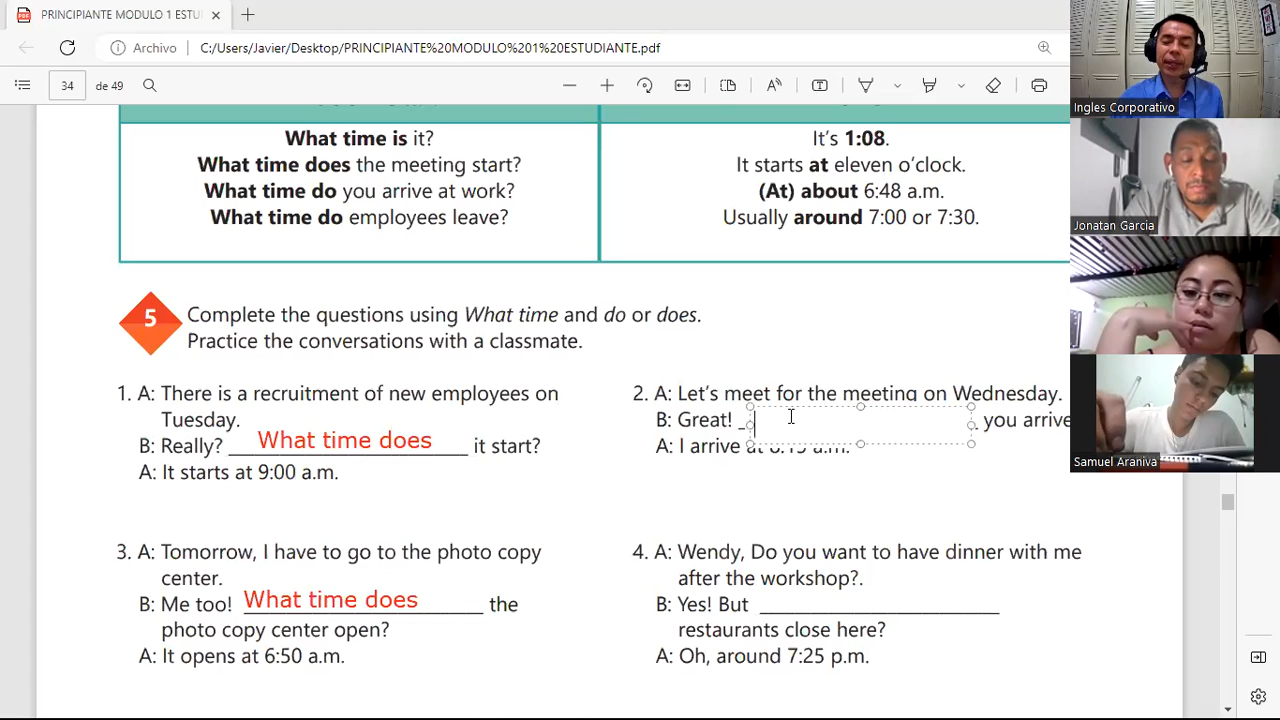 PRINCIPIANTE MODULO 1 ESTU
Archivo
C:/Users/Javier/Desktop/PRINCIPIANTE%20MODULO%201%20ESTUDIANTE.pdf
34 de 49
What time is it?
What time does the meeting start?
What time do you arrive at work?
What time do employees leave?
It's 1:08.
It starts at eleven o'clock.
(At) about 6:48 a.m.
Usually around 7:00 or 7:30.
5
Complete the questions using What time and do or does.
Practice the conversations with a classmate.
1. A: There is a recruitment of new employees on
Tuesday.
B: Really? What time does it start?
A: It starts at 9:00 a.m.
2. A: Let's meet for the meeting on Wednesday.
B: Great! _ you arrive
A: I arrive at 8:15 a.m.
3. A: Tomorrow, I have to go to the photo copy
center.
B: Me too! What time does the
photo copy center open?
A: It opens at 6:50 a.m.
4. A: Wendy, Do you want to have dinner with me
after the workshop?.
B: Yes! But ____________________
restaurants close here?
A: Oh, around 7:25 p.m.
Ingles Corporativo
Jonatan Garcia
Samuel Araniva